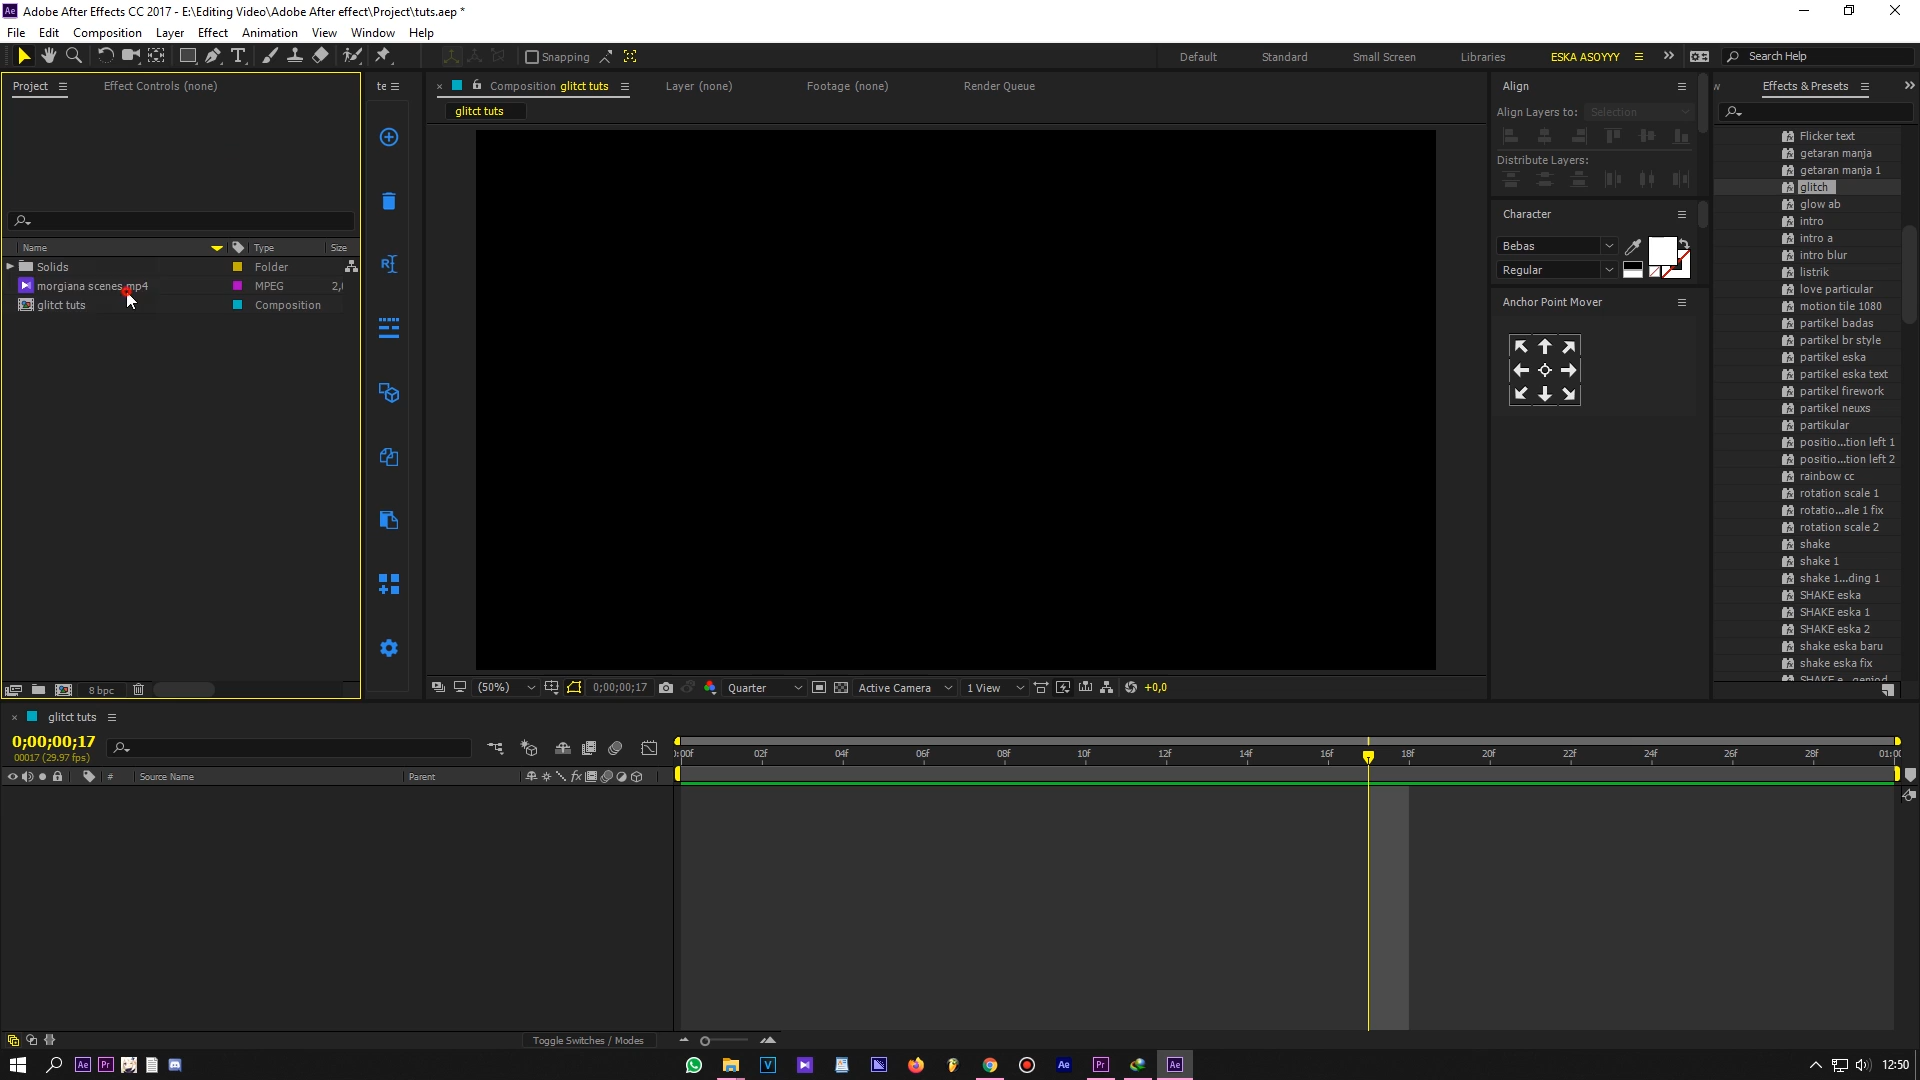 Adobe After Effects CC 2017 - E:\Editing Video\Adobe After effect\Project\tuts.aep *
File Edit Composition Layer Effect Animation View Window Help
Snapping
Default Standard Small Screen Libraries ESKA ASOYYY Search Help
Project Effect Controls (none)
Name Type Size
Solids Folder
morgiana scenes.mp4 MPEG 2,
glitct tuts Composition
8 bpc
te
Composition glitct tuts Layer (none) Footage (none) Render Queue
glitct tuts
(50%) 0;00;00;17 Quarter Active Camera 1 View +0,0
Align
Align Layers to: Selection
Distribute Layers:
Character
Bebas
Regular
Anchor Point Mover
Effects & Presets
Flicker text
getaran manja
getaran manja 1
glitch
glow ab
intro
intro a
intro blur
listrik
love particular
motion tile 1080
partikel badas
partikel br style
partikel eska
partikel eska text
partikel firework
partikel neuxs
partikular
positio...tion left 1
positio...tion left 2
rainbow cc
rotation scale 1
rotatio...ale 1 fix
rotation scale 2
shake
shake 1
shake 1...ding 1
SHAKE eska
SHAKE eska 1
SHAKE eska 2
shake eska baru
shake eska fix
glitct tuts
0;00;00;17
00017 (29.97 fps)
# Source Name Parent
:00f 02f 04f 06f 08f 10f 12f 14f 16f 18f 20f 22f 24f 26f 28f 01:0
Toggle Switches / Modes
12:50